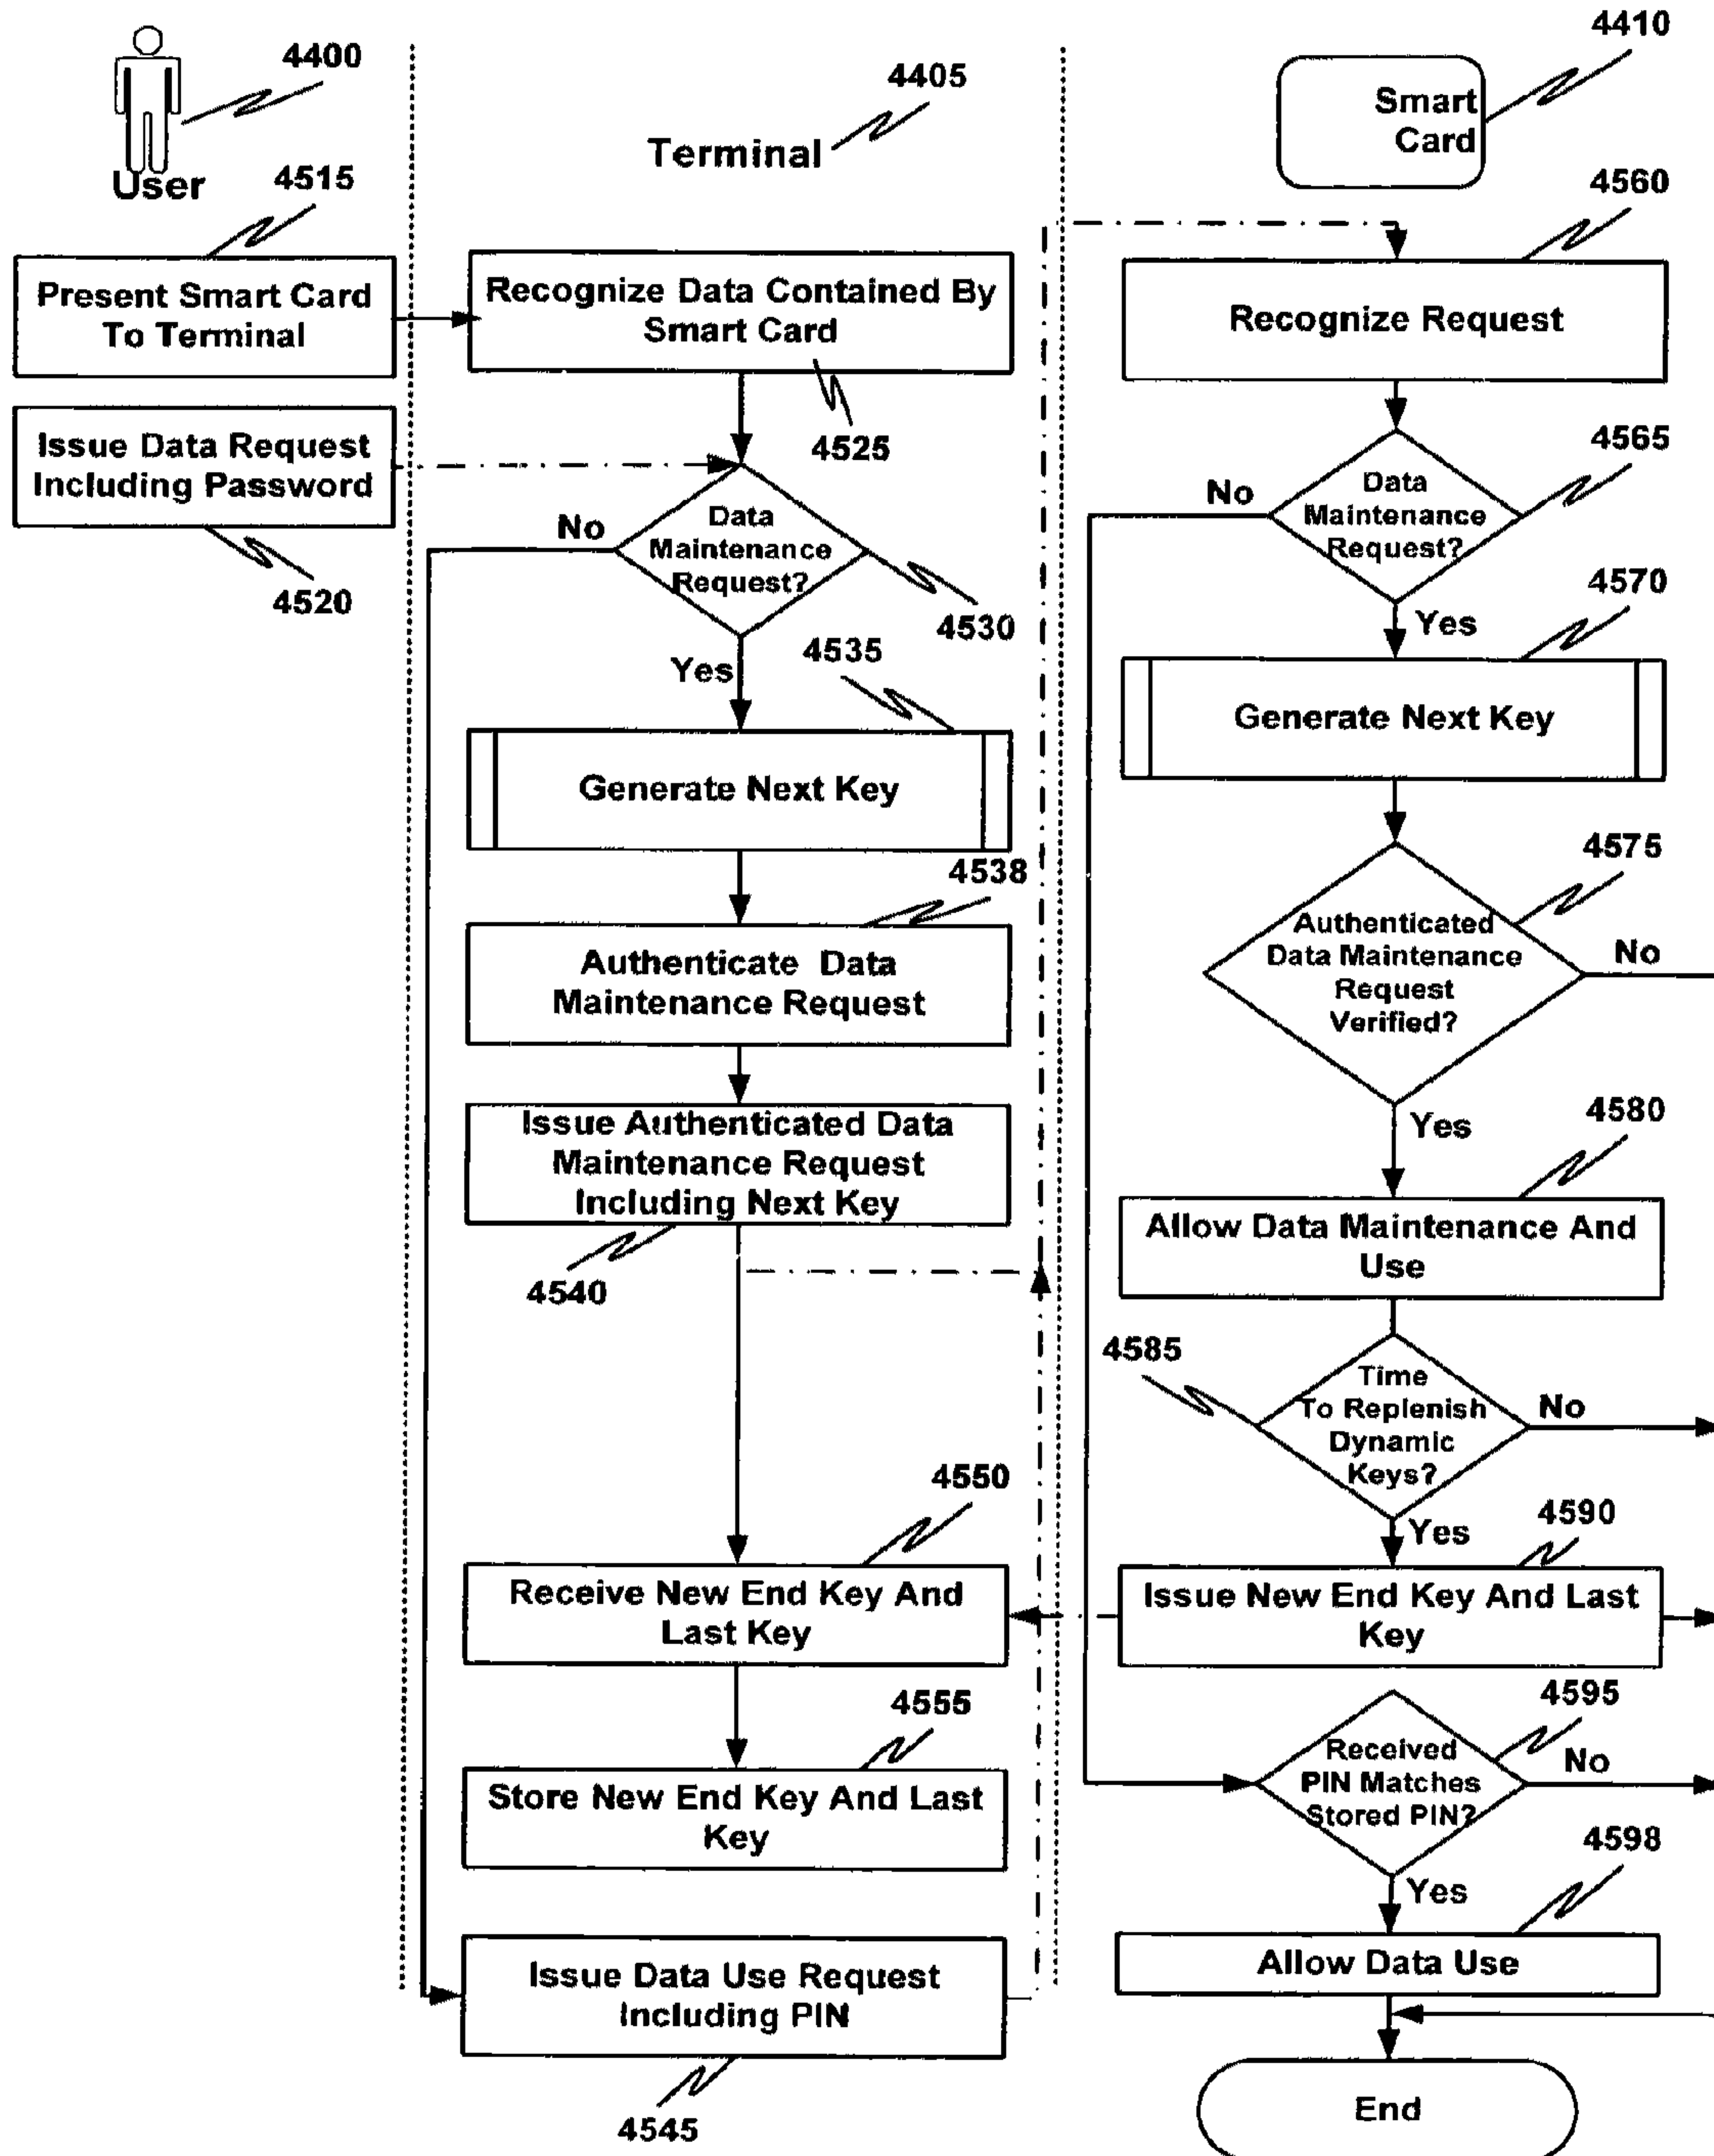 4400
User
4405
Terminal
4410
Smart
Card
4515
Present Smart Card
To Terminal
Issue Data Request
Including Password
4520
Recognize Data Contained By
Smart Card
4525
Data
Maintenance
Request?
No
4530
Yes
4535
Generate Next Key
4538
Authenticate Data
Maintenance Request
Issue Authenticated Data
Maintenance Request
Including Next Key
4540
4550
Receive New End Key And
Last Key
4555
Store New End Key And Last
Key
Issue Data Use Request
Including PIN
4545
4560
Recognize Request
4565
No
Data
Maintenance
Request?
Yes
4570
Generate Next Key
4575
Authenticated
Data Maintenance
Request
Verified?
No
Yes
4580
Allow Data Maintenance And
Use
4585
Time
To Replenish
Dynamic
Keys?
No
Yes
4590
Issue New End Key And Last
Key
4595
Received
PIN Matches
Stored PIN?
No
Yes
4598
Allow Data Use
End